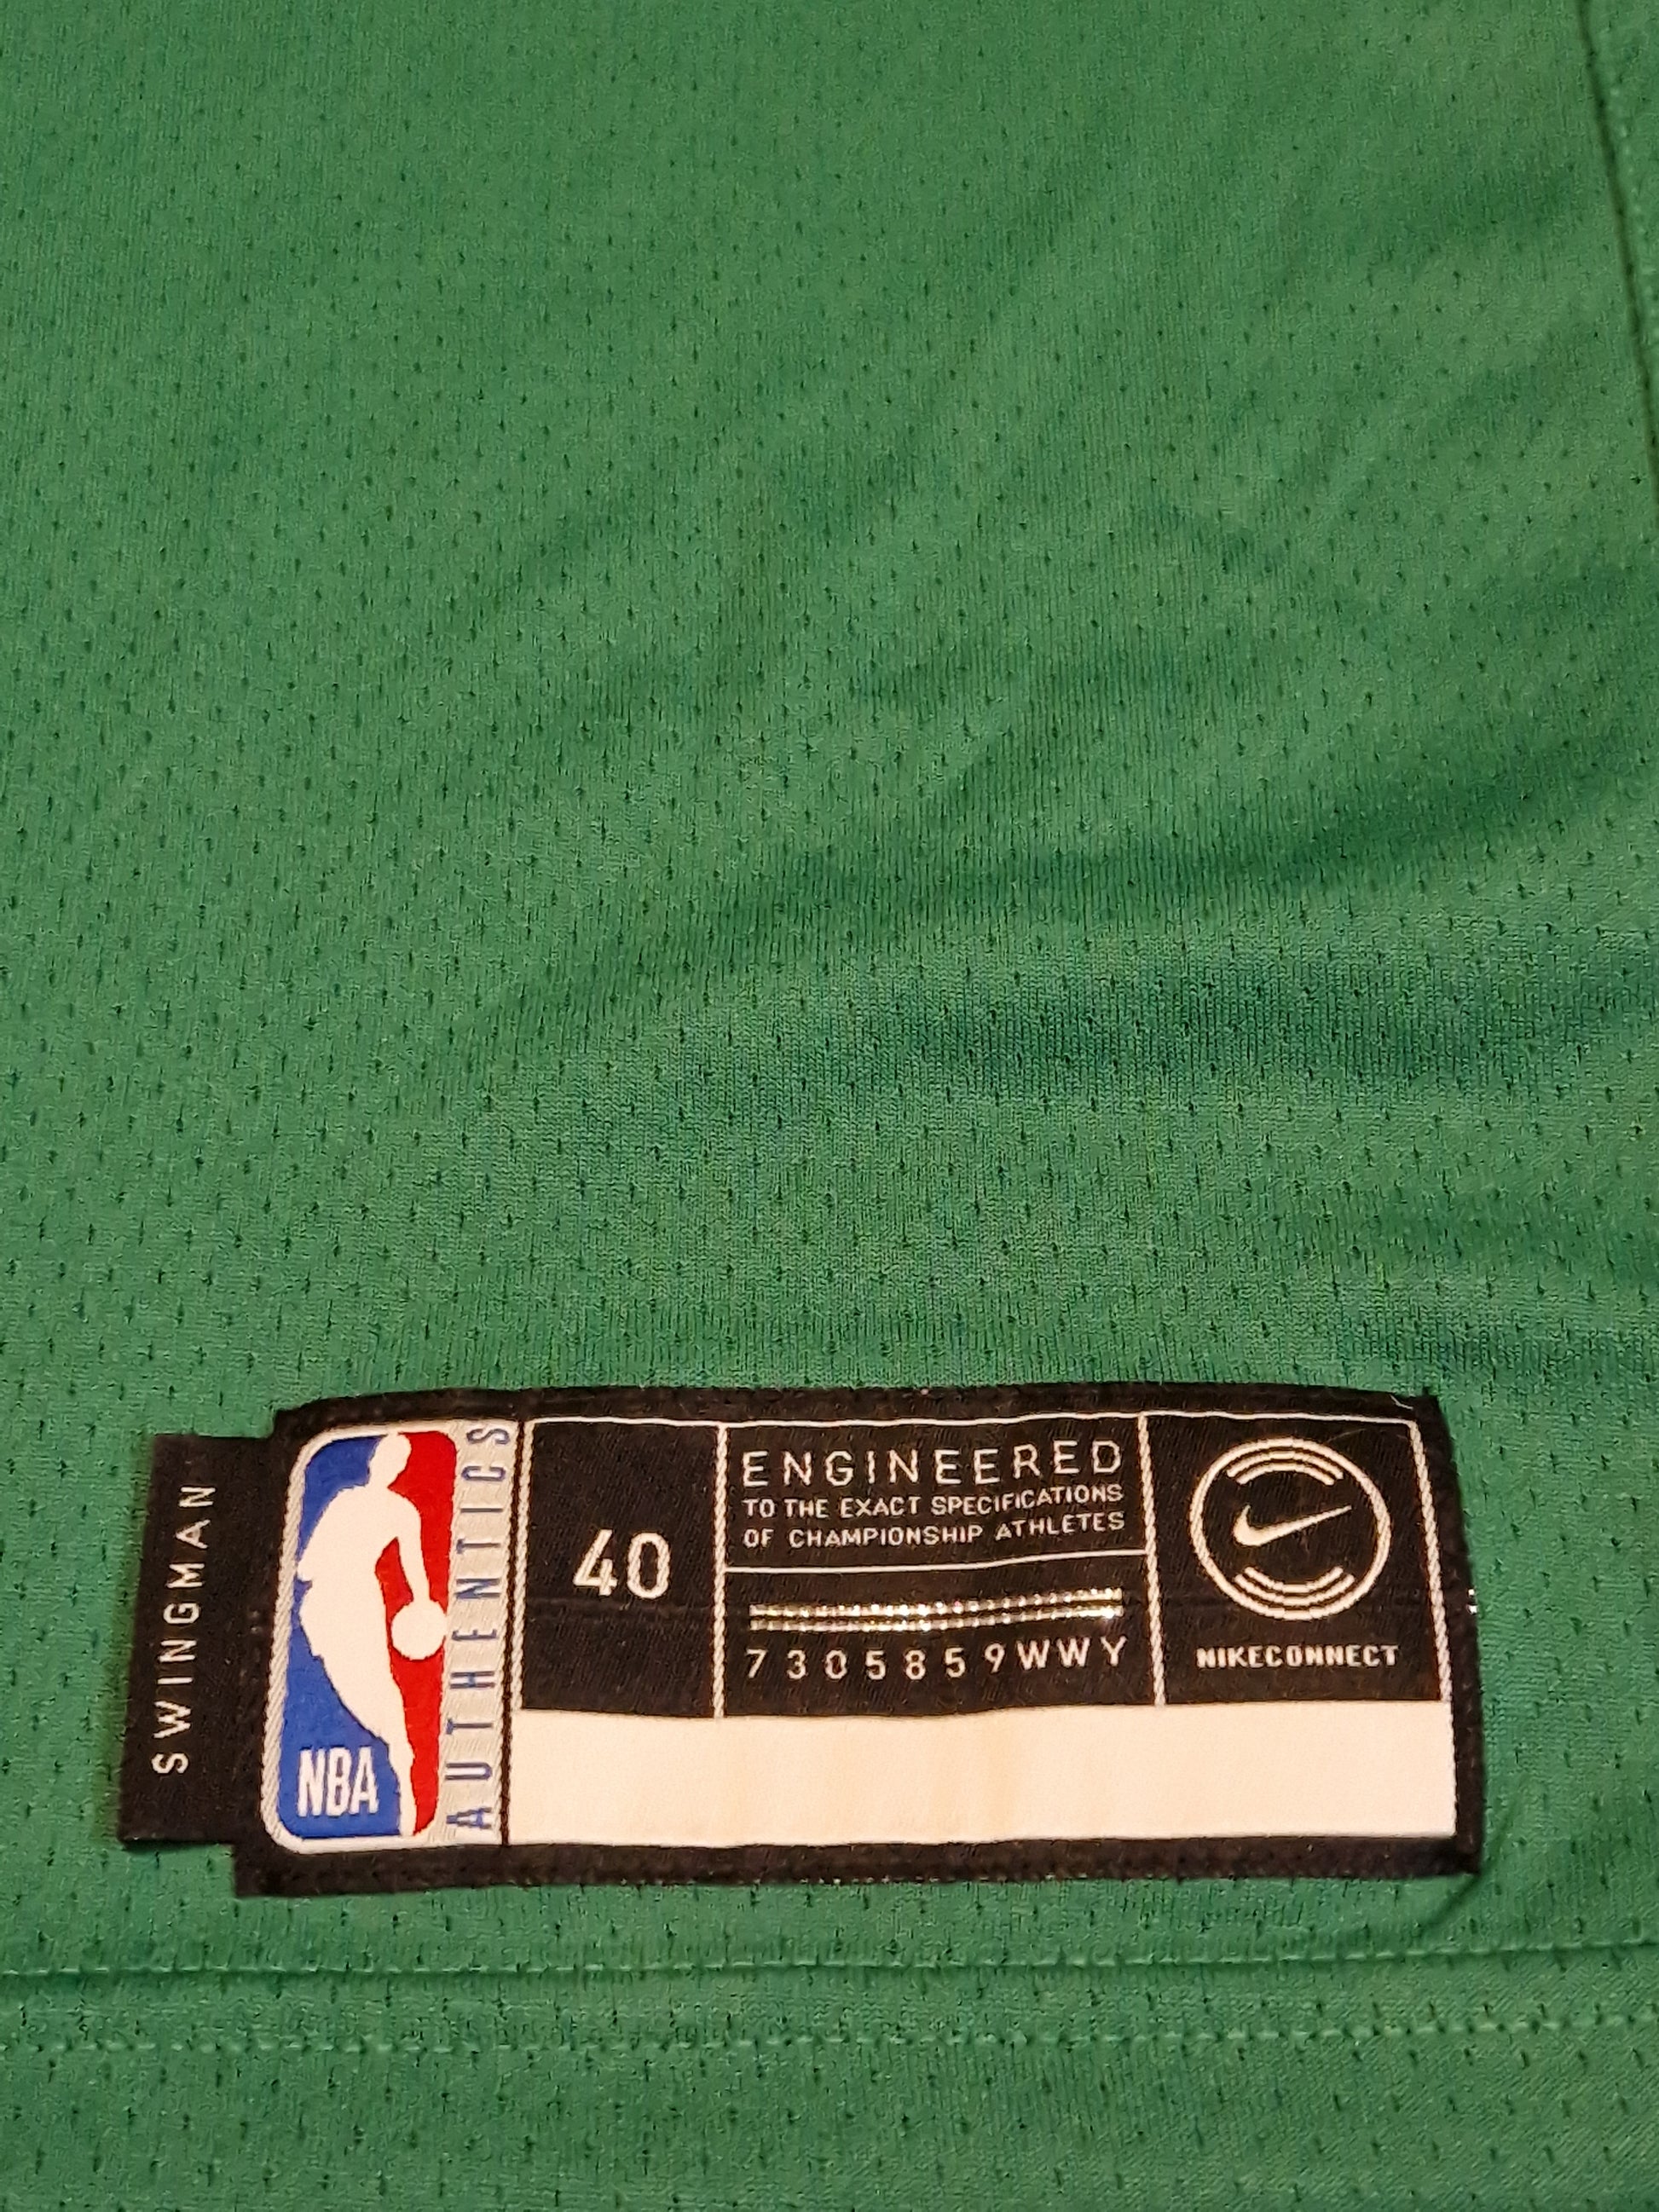 SWINGMAN
NBA
AUTHENTICS
40
ENGINEERED
TO THE EXACT SPECIFICATIONS
OF CHAMPIONSHIP ATHLETES
7305859WWY
NIKECONNECT